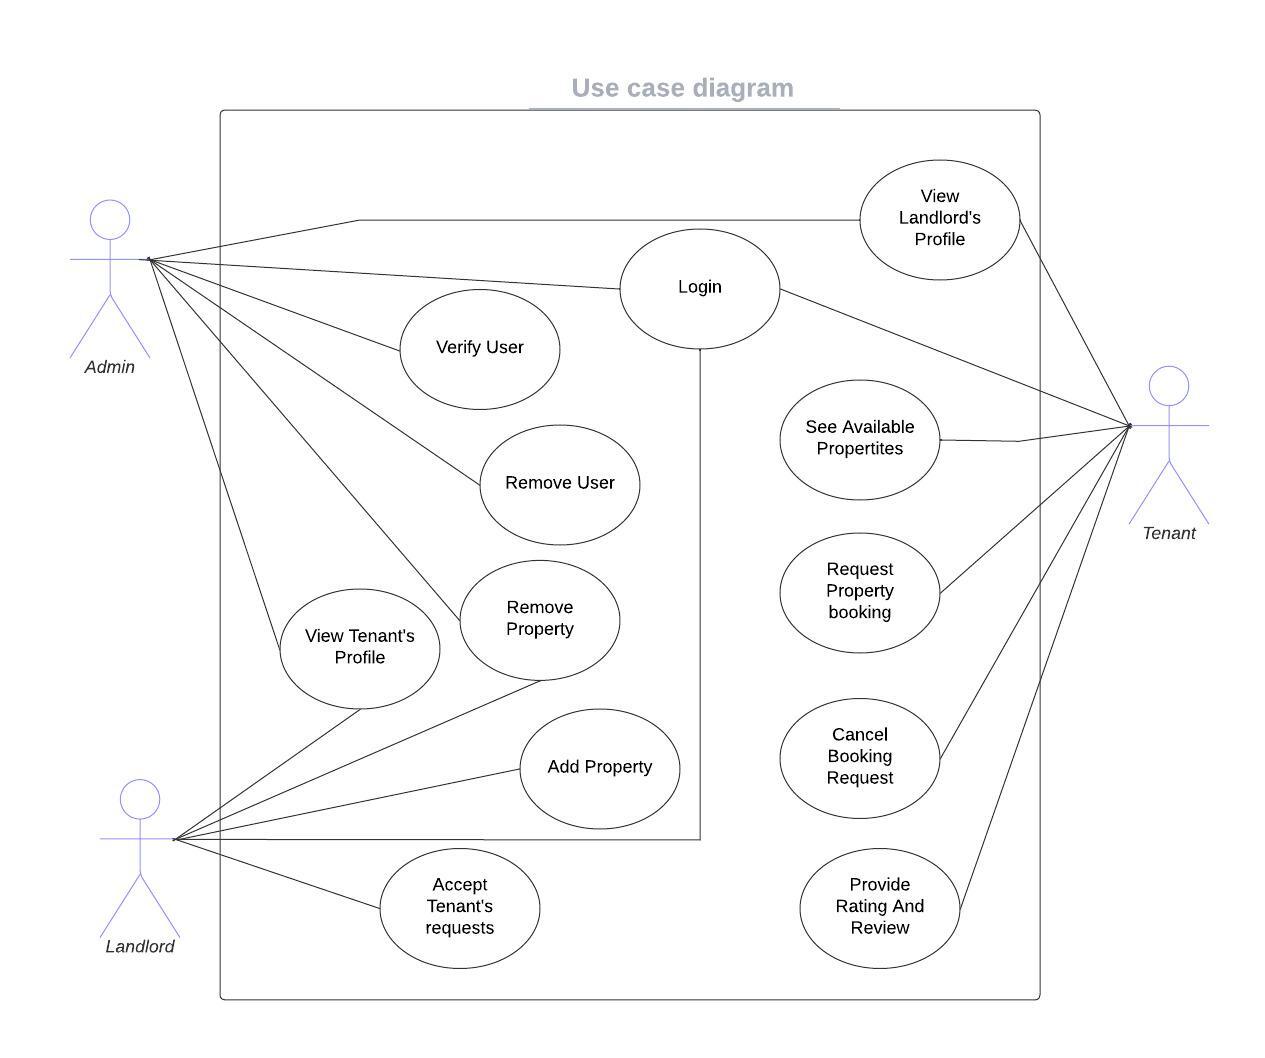 Use case diagram
View
Landlord's
Profile
Login
Verify User
Admin
See Available
Propertites
Remove User
Tenant
Request
Property
booking
Remove
Property
View Tenant's
Profile
Cancel
Booking
Request
Add Property
Accept
Tenant's
requests
Provide
Rating And
Review
Landlord